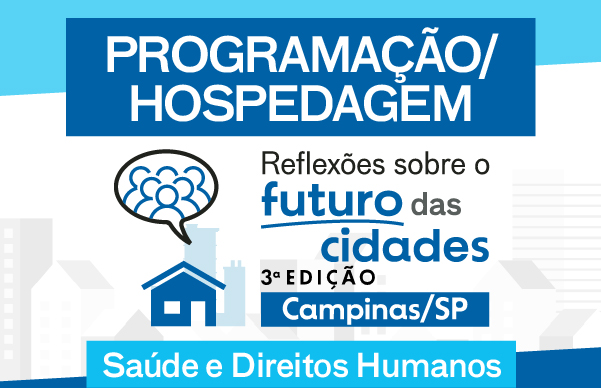 PROGRAMAÇÃO/
HOSPEDAGEM
Reflexões sobre o
futuro das
cidades
3ª EDIÇÃO
Campinas/SP
Saúde e Direitos Humanos